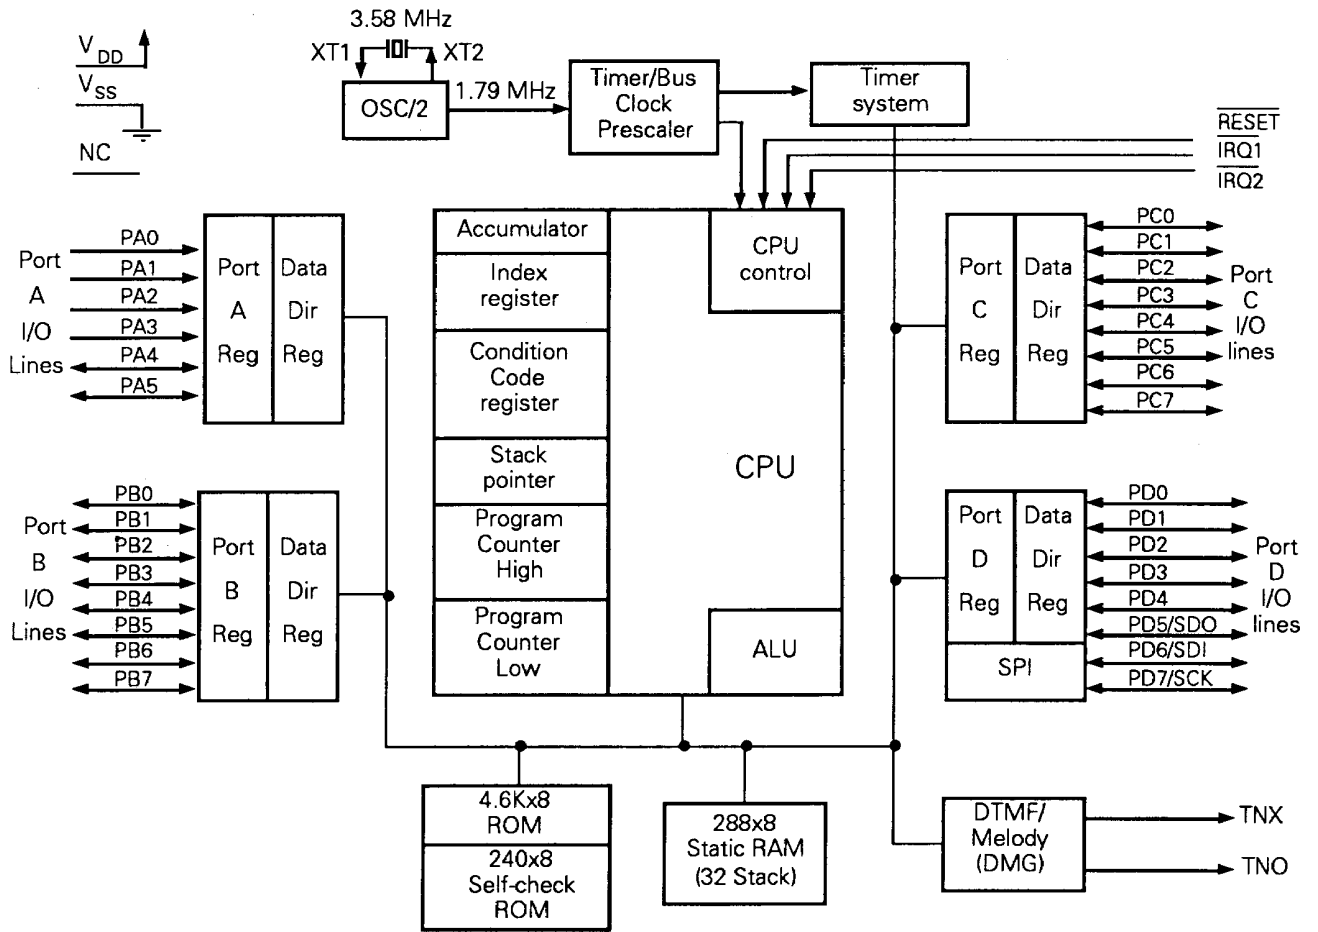 3.58 MHz
V DD
XT1
XT2
VSS
OSC/2
1.79 MHz
Timer/Bus
Clock
Prescaler
Timer
system
NC
RESET
IRQ1
IRQ2
Port
A
I/O
Lines
PA0
PA1
PA2
PA3
PA4
PA5
Port
A
Reg
Data
Dir
Reg
Accumulator
Index
register
Condition
Code
register
Stack
pointer
Program
Counter
High
Program
Counter
Low
CPU
control
CPU
ALU
Port
C
Reg
Data
Dir
Reg
PC0
PC1
PC2
PC3
PC4
PC5
PC6
PC7
Port
C
I/O
lines
Port
B
I/O
Lines
PB0
PB1
PB2
PB3
PB4
PB5
PB6
PB7
Port
B
Reg
Data
Dir
Reg
Port
D
Reg
Data
Dir
Reg
SPI
PD0
PD1
PD2
PD3
PD4
PD5/SDO
PD6/SDI
PD7/SCK
Port
D
I/O
lines
4.6Kx8
ROM
240x8
Self-check
ROM
288x8
Static RAM
(32 Stack)
DTMF/
Melody
(DMG)
TNX
TNO